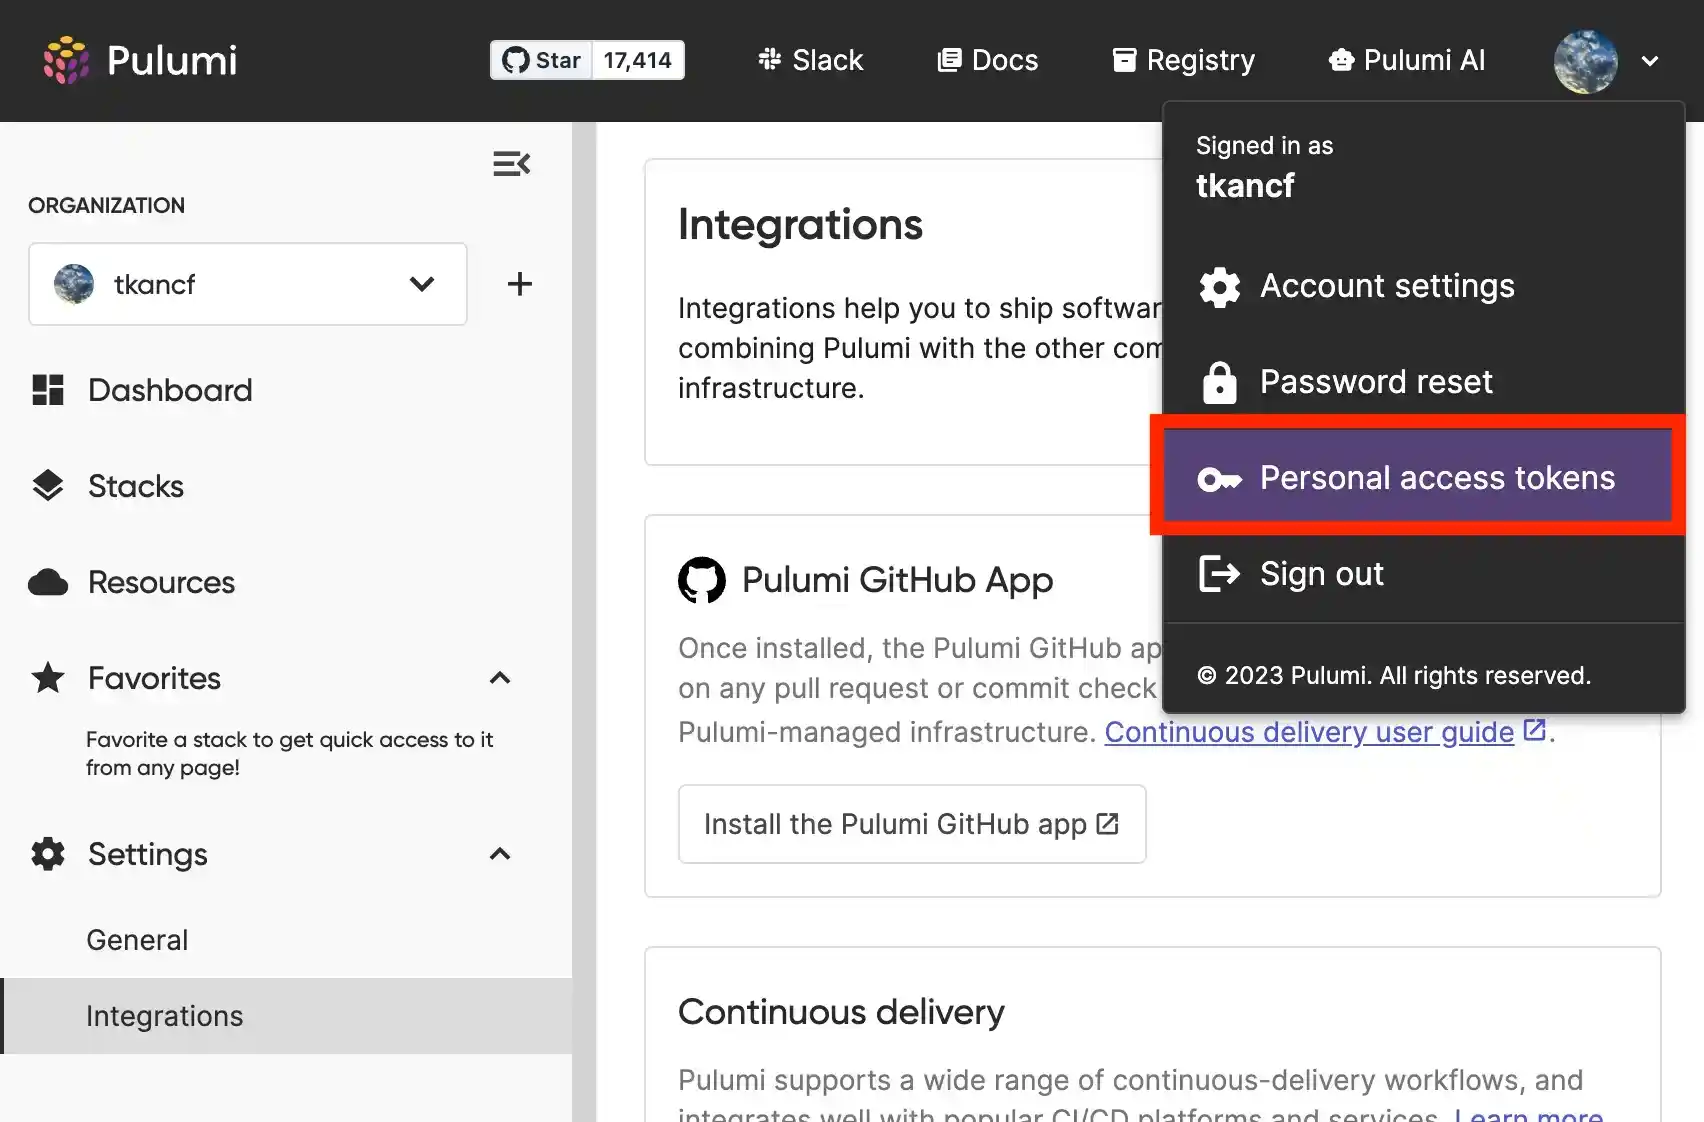 Pulumi
Star 17,414
Slack
Docs
Registry
Pulumi AI
ORGANIZATION
tkancf
Dashboard
Stacks
Resources
Favorites
Favorite a stack to get quick access to it
from any page!
Settings
General
Integrations
Integrations
Integrations help you to ship softwar
combining Pulumi with the other com
infrastructure.
Pulumi GitHub App
Once installed, the Pulumi GitHub ap
on any pull request or commit check
Pulumi-managed infrastructure. Continuous delivery user guide.
Install the Pulumi GitHub app
Continuous delivery
Pulumi supports a wide range of continuous-delivery workflows, and
integrates well with popular CI/CD platforms and services. Learn more
Signed in as
tkancf
Account settings
Password reset
Personal access tokens
Sign out
© 2023 Pulumi. All rights reserved.